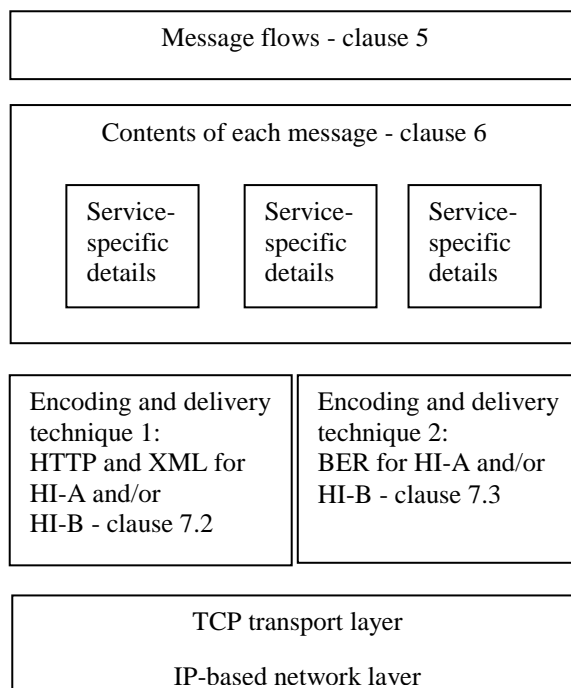 Message flows - clause 5
Contents of each message - clause 6
Service-
specific
details
Service-
specific
details
Service-
specific
details
Encoding and delivery
technique 1:
HTTP and XML for
HI-A and/or
HI-B - clause 7.2
Encoding and delivery
technique 2:
BER for HI-A and/or
HI-B - clause 7.3
TCP transport layer
IP-based network layer